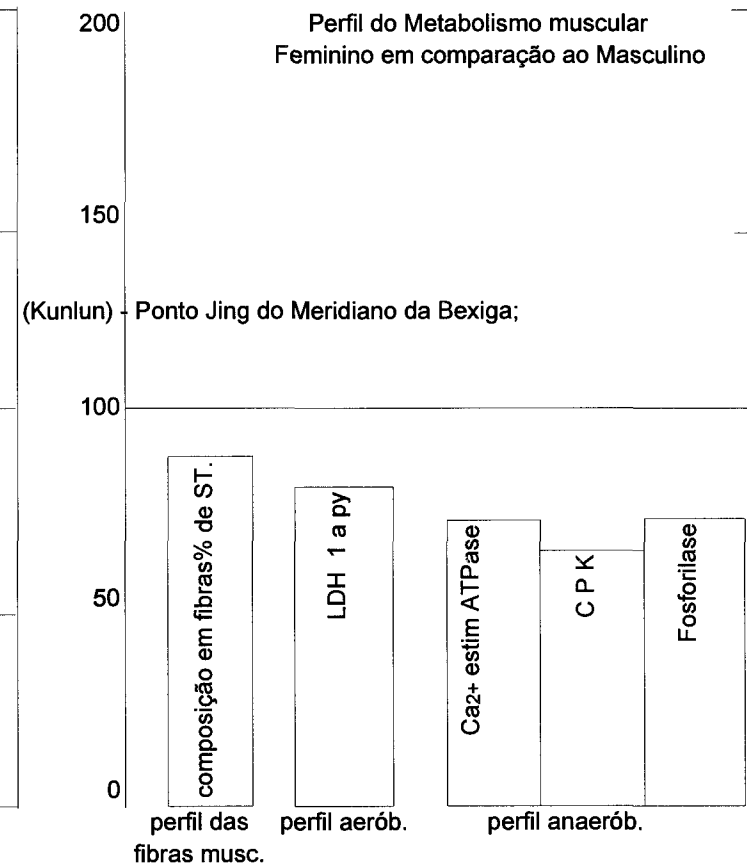 200
Perfil do Metabolismo muscular
Feminino em comparação ao Masculino
150
(Kunlun) - Ponto Jing do Meridiano da Bexiga;
100
composição em fibras% de ST.
LDH 1 a py
Ca2+ estim ATPase
C P K
Fosforilase
50
0
perfil das
fibras musc.
perfil aerób.
perfil anaerób.